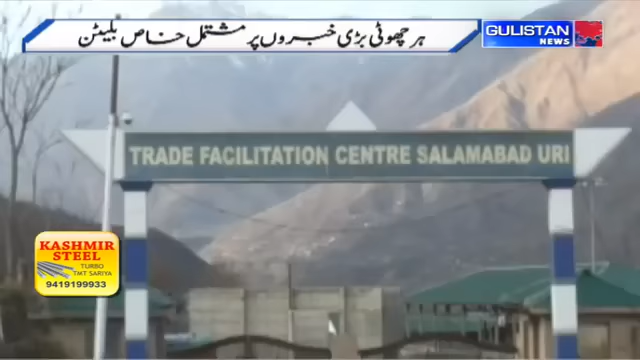 ہر چھوٹی بڑی خبروں پر مشتمل خاص بلیٹن
GULISTAN
NEWS
TRADE FACILITATION CENTRE SALAMABAD URI
KASHMIR
STEEL
TURBO
TMT SARIYA
9419199933